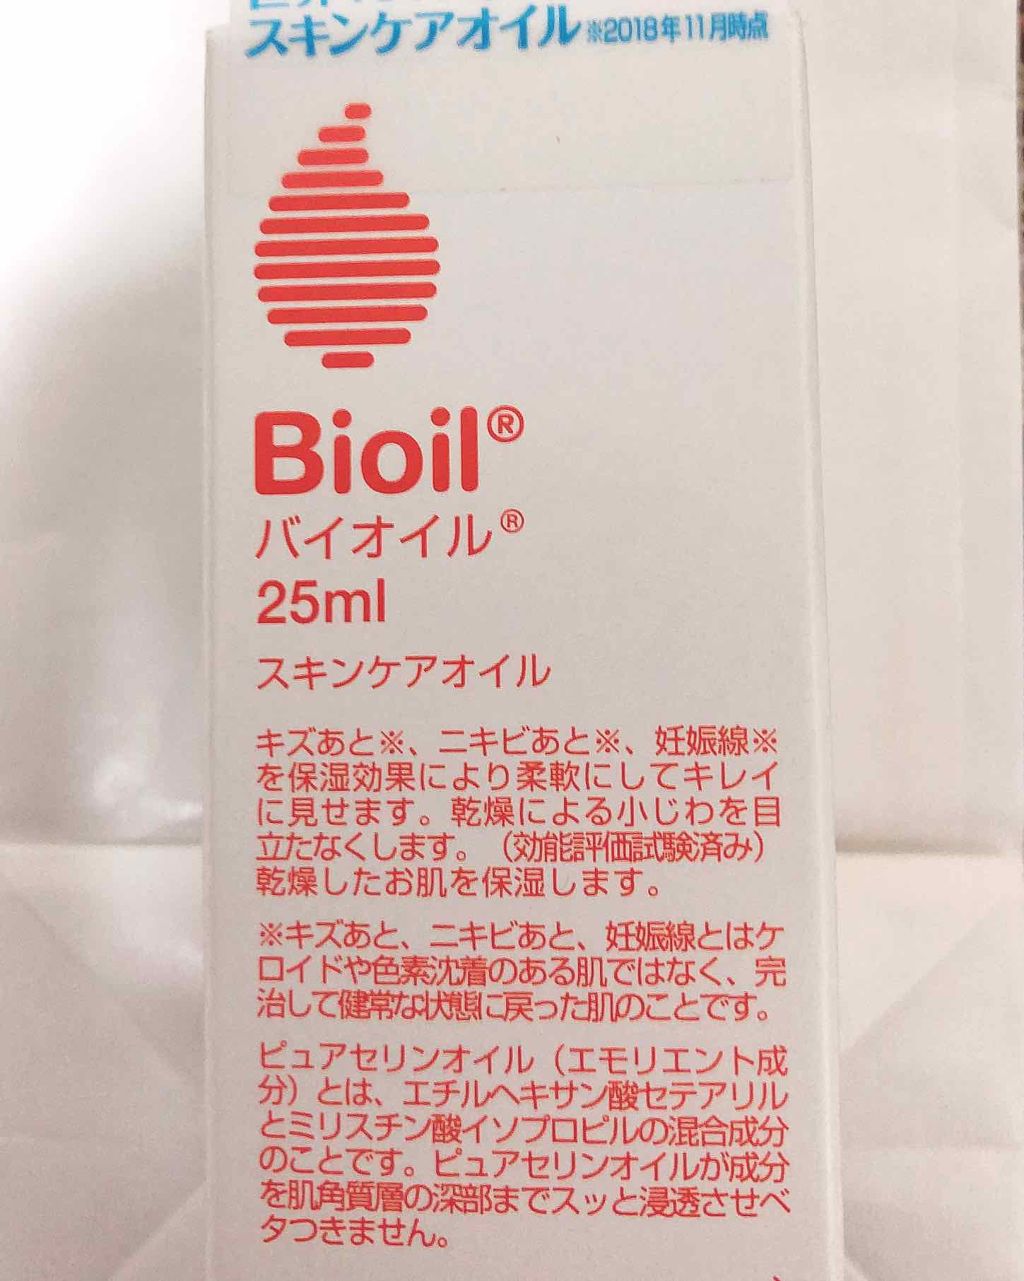 スキンケアオイル※2018年11月時点
Bioil®
バイオイル®
25ml
スキンケアオイル
キズあと※、ニキビあと※、妊娠線※
を保湿効果により柔軟にしてキレイ
に見せます。乾燥による小じわを目
立たなくします。（効能評価試験済み）
乾燥したお肌を保湿します。
※キズあと、ニキビあと、妊娠線とはケ
ロイドや色素沈着のある肌ではなく、完
治して健常な状態に戻った肌のことです。
ピュアセリンオイル（エモリエント成
分）とは、エチルヘキサン酸セテアリル
とミリスチン酸イソプロピルの混合成分
のことです。ピュアセリンオイルが成分
を肌角質層の深部までスッと浸透させベ
タつきません。